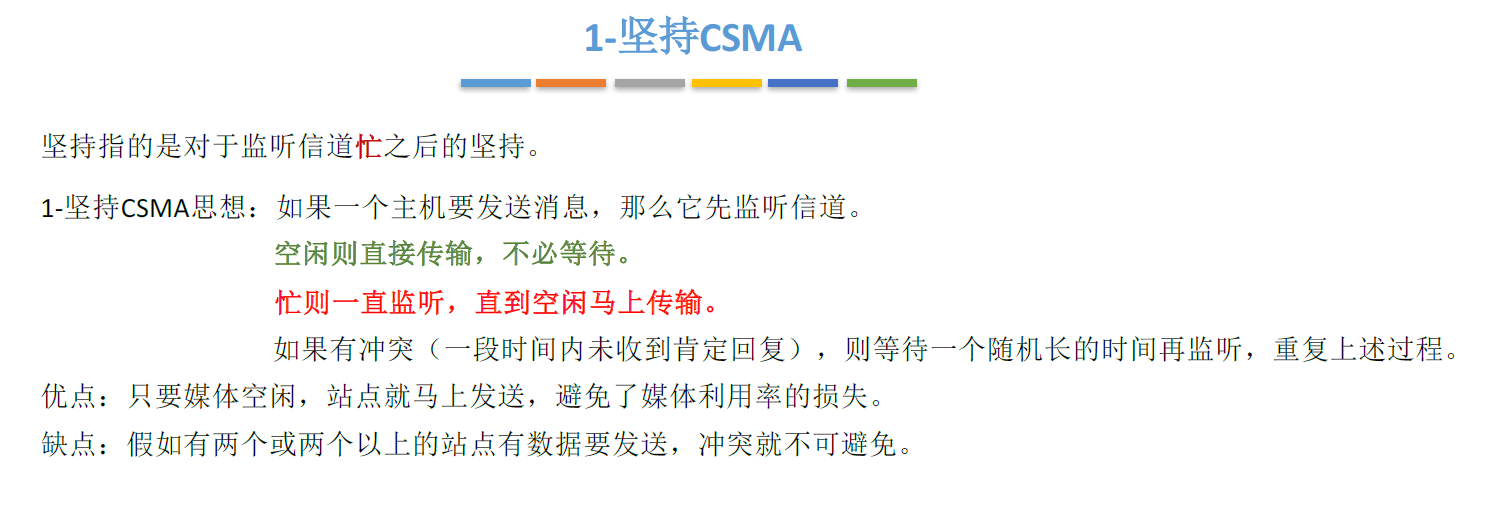 1-坚持CSMA
坚持指的是对于监听信道忙之后的坚持。
1-坚持CSMA思想：如果一个主机要发送消息，那么它先监听信道。
空闲则直接传输，不必等待。
忙则一直监听，直到空闲马上传输。
如果有冲突（一段时间内未收到肯定回复），则等待一个随机长的时间再监听，重复上述过程。
优点：只要媒体空闲，站点就马上发送，避免了媒体利用率的损失。
缺点：假如有两个或两个以上的站点有数据要发送，冲突就不可避免。